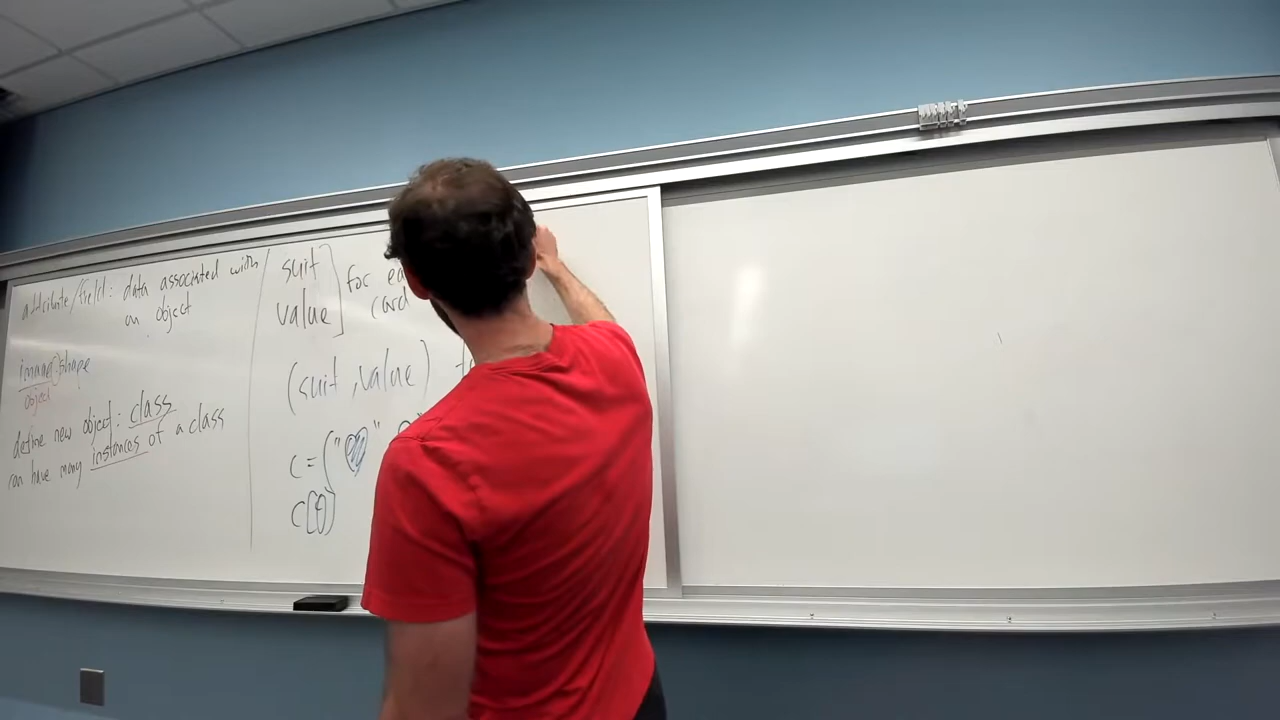 attribute/field: data associated with
an object
image.shape
object
define new object: class
can have many instances of a class
suit
value
for ea
card
(suit, value)
c = ("♡"
c[0]